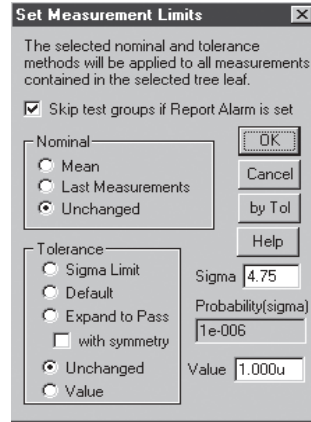 Set Measurement Limits
The selected nominal and tolerance
methods will be applied to all measurements
contained in the selected tree leaf.
Skip test groups if Report Alarm is set
Nominal
Mean
Last Measurements
Unchanged
OK
Cancel
by Tol
Help
Tolerance
Sigma Limit
Default
Expand to Pass
with symmetry
Unchanged
Value
Sigma 4.75
Probability(sigma)
1e-006
Value 1.000u